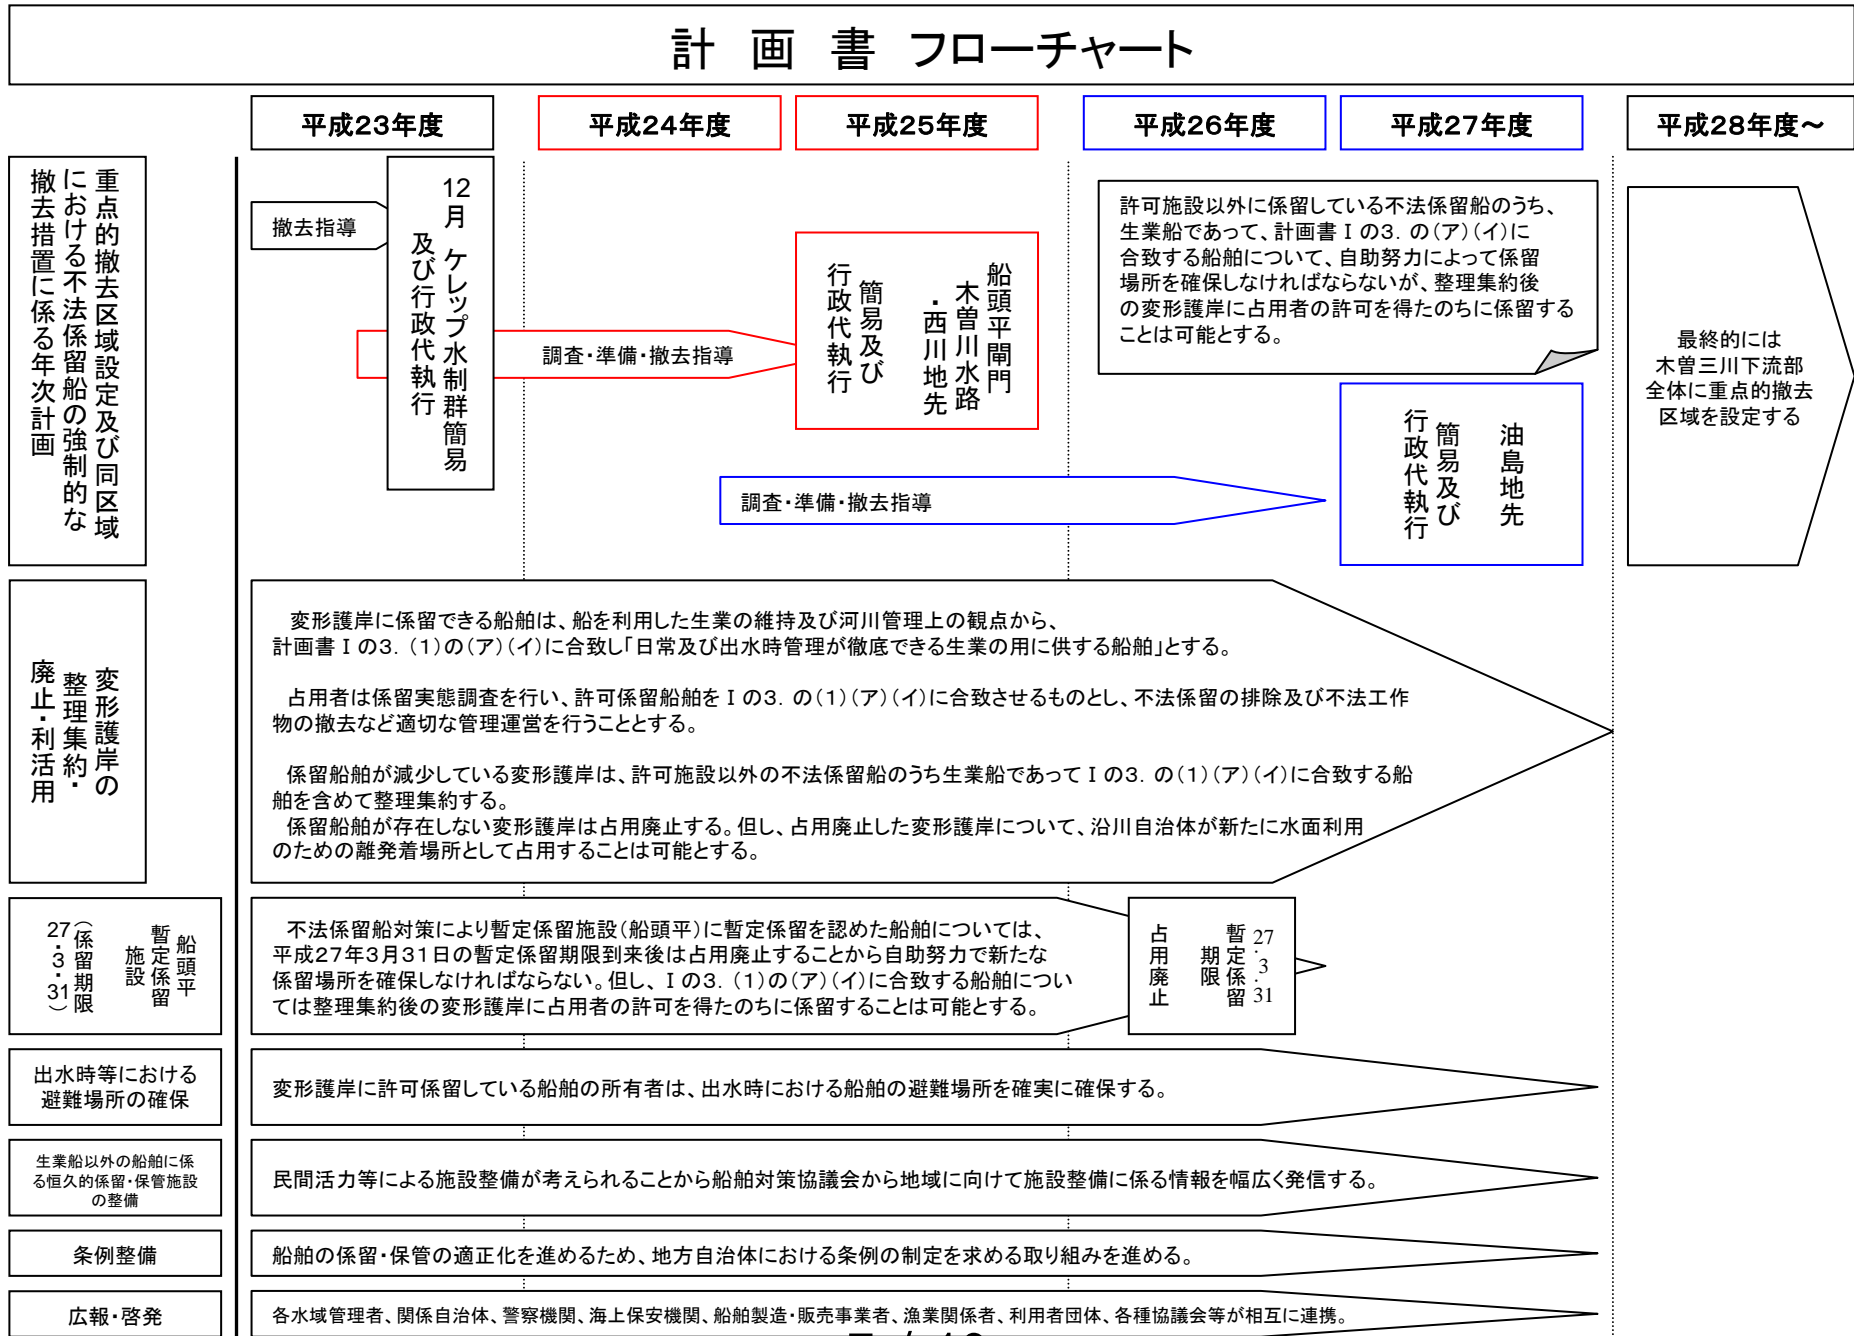 計 画 書 フローチャート
平成23年度
平成24年度
平成25年度
平成26年度
平成27年度
平成28年度～
重点的撤去区域設定及び同区域
における不法係留船の強制的な
撤去措置に係る年次計画
撤去指導
12月 ケレップ水制群簡易
及び行政代執行
調査・準備・撤去指導
船頭平閘門
木曽川水路
・西川地先
簡易及び
行政代執行
許可施設以外に係留している不法係留船のうち、
生業船であって、計画書Ⅰの3．の(ア)(イ)に
合致する船舶について、自助努力によって係留
場所を確保しなければならないが、整理集約後
の変形護岸に占用者の許可を得たのちに係留する
ことは可能とする。
調査・準備・撤去指導
油島地先
簡易及び
行政代執行
最終的には
木曽三川下流部
全体に重点的撤去
区域を設定する
変形護岸の
整理集約・
廃止・利活用
変形護岸に係留できる船舶は、船を利用した生業の維持及び河川管理上の観点から、
計画書Ⅰの3．(1)の(ア)(イ)に合致し「日常及び出水時管理が徹底できる生業の用に供する船舶」とする。
占用者は係留実態調査を行い、許可係留船舶をⅠの3．の(1)(ア)(イ)に合致させるものとし、不法係留の排除及び不法工作
物の撤去など適切な管理運営を行うこととする。
係留船舶が減少している変形護岸は、許可施設以外の不法係留船のうち生業船であってⅠの3．の(1)(ア)(イ)に合致する船
舶を含めて整理集約する。
係留船舶が存在しない変形護岸は占用廃止する。但し、占用廃止した変形護岸について、沿川自治体が新たに水面利用
のための離発着場所として占用することは可能とする。
船頭平
暫定係留
施設
(係留期限
27・3・31)
不法係留船対策により暫定係留施設(船頭平)に暫定係留を認めた船舶については、
平成27年3月31日の暫定係留期限到来後は占用廃止することから自助努力で新たな
係留場所を確保しなければならない。但し、Ⅰの3．(1)の(ア)(イ)に合致する船舶につい
ては整理集約後の変形護岸に占用者の許可を得たのちに係留することは可能とする。
27.3.31
暫定係留
期限
占用廃止
出水時等における
避難場所の確保
変形護岸に許可係留している船舶の所有者は、出水時における船舶の避難場所を確実に確保する。
生業船以外の船舶に係
る恒久的係留・保管施設
の整備
民間活力等による施設整備が考えられることから船舶対策協議会から地域に向けて施設整備に係る情報を幅広く発信する。
条例整備
船舶の係留・保管の適正化を進めるため、地方自治体における条例の制定を求める取り組みを進める。
広報・啓発
各水域管理者、関係自治体、警察機関、海上保安機関、船舶製造・販売事業者、漁業関係者、利用者団体、各種協議会等が相互に連携。